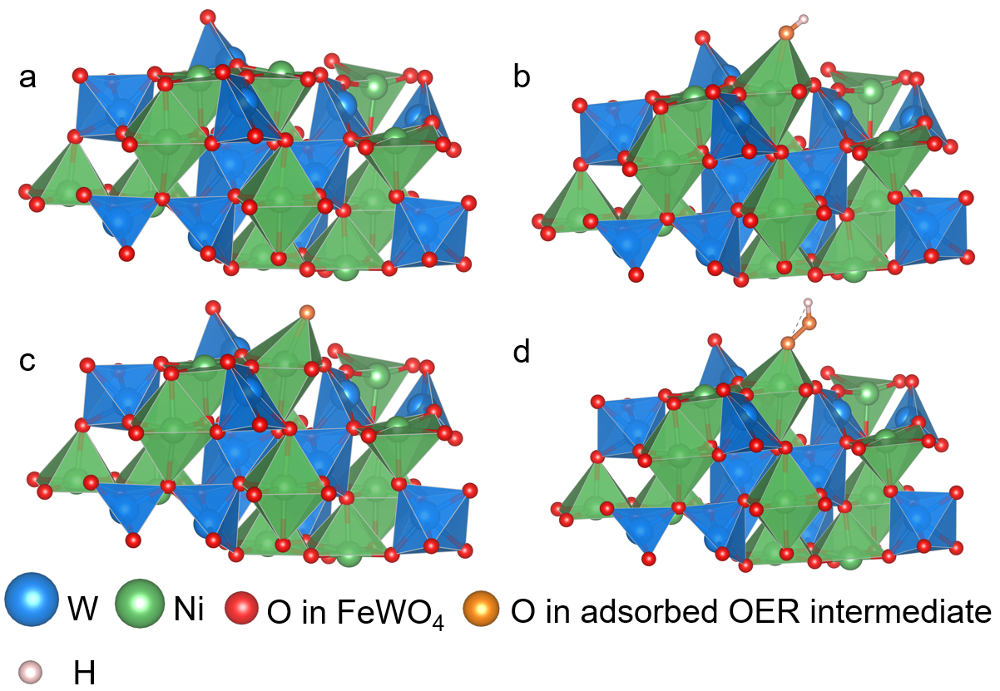 a
b
c
d
W Ni O in FeWO₄ O in adsorbed OER intermediate
H